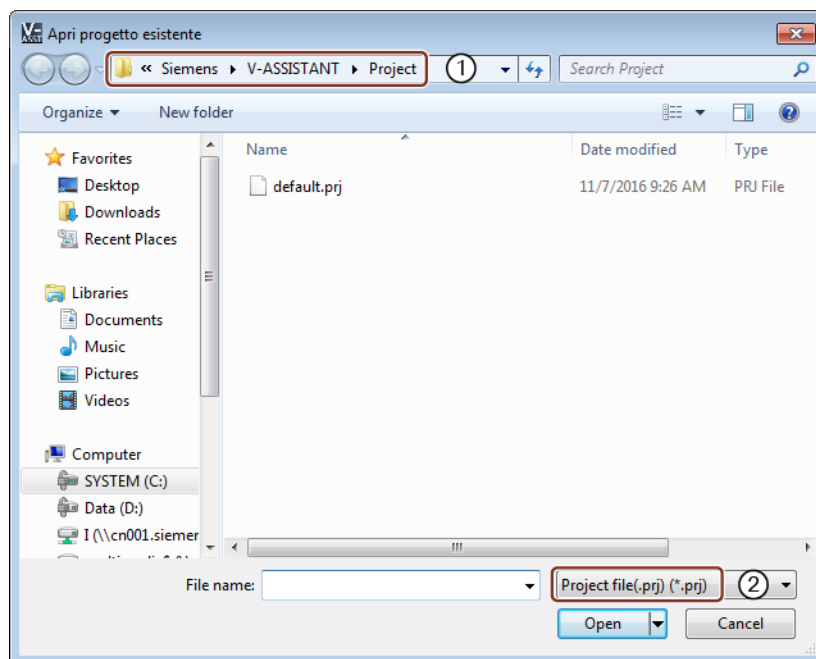 Apri progetto esistente
« Siemens ▸ V-ASSISTANT ▸ Project
1
Search Project
Organize
New folder
Name
Date modified
Type
Favorites
Desktop
Downloads
Recent Places
default.prj
11/7/2016 9:26 AM
PRJ File
Libraries
Documents
Music
Pictures
Videos
Computer
SYSTEM (C:)
Data (D:)
I (\\cn001.siemer
File name:
Project file(.prj) (*.prj)
2
Open
Cancel